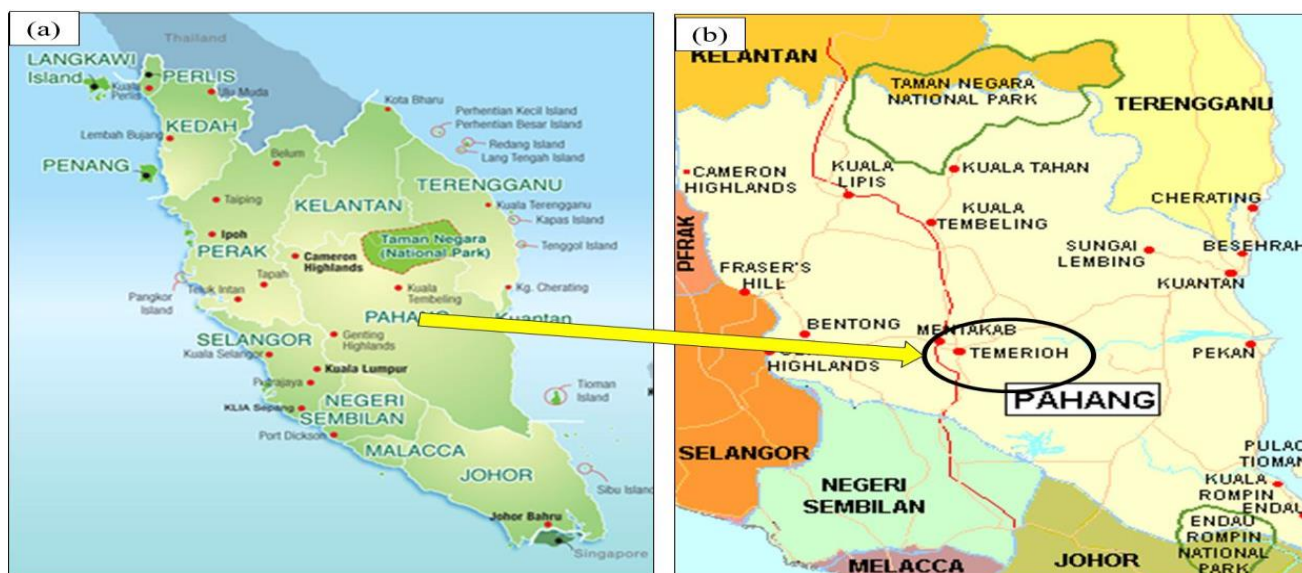 (a)
Thailand
LANGKAWI
Island
PERLIS
Kuala
Perlis
Ulu Muda
Kota Bharu
KEDAH
Lembah Bujang
Perhentian Kecil Island
Perhentian Besar Island
Redang Island
Lang Tengah Island
PENANG
Belum
TERENGGANU
Taiping
KELANTAN
Kuala Terengganu
Kapas Island
Ipoh
Taman Negara
(National Park)
Tenggol Island
PERAK
Cameron
Highlands
Tapah
Pangkor
Island
Teluk Intan
Kuala
Tembeling
Kg. Cherating
PAHANG
Kuantan
SELANGOR
Genting
Highlands
Kuala Selangor
Kuala Lumpur
Putrajaya
Tioman
Island
KLIA Sepang
NEGERI
SEMBILAN
Port Dickson
MALACCA
JOHOR
Sibu Island
Johor Bahru
Singapore
(b)
KELANTAN
TAMAN NEGARA
NATIONAL PARK
TERENGGANU
CAMERON
HIGHLANDS
KUALA
LIPIS
KUALA TAHAN
CHERATING
KUALA
TEMBELING
PERAK
SUNGAI
LEMBING
BESEHRAH
FRASER'S
HILL
KUANTAN
BENTONG
MENTAKAB
TEMERIOH
PEKAN
HIGHLANDS
PAHANG
SELANGOR
PULAO
TIOMAN
NEGERI
SEMBILAN
KUALA
ROMPIN
ENDAU
ENDAU
ROMPIN
NATIONAL
PARK
MELACCA
JOHOR